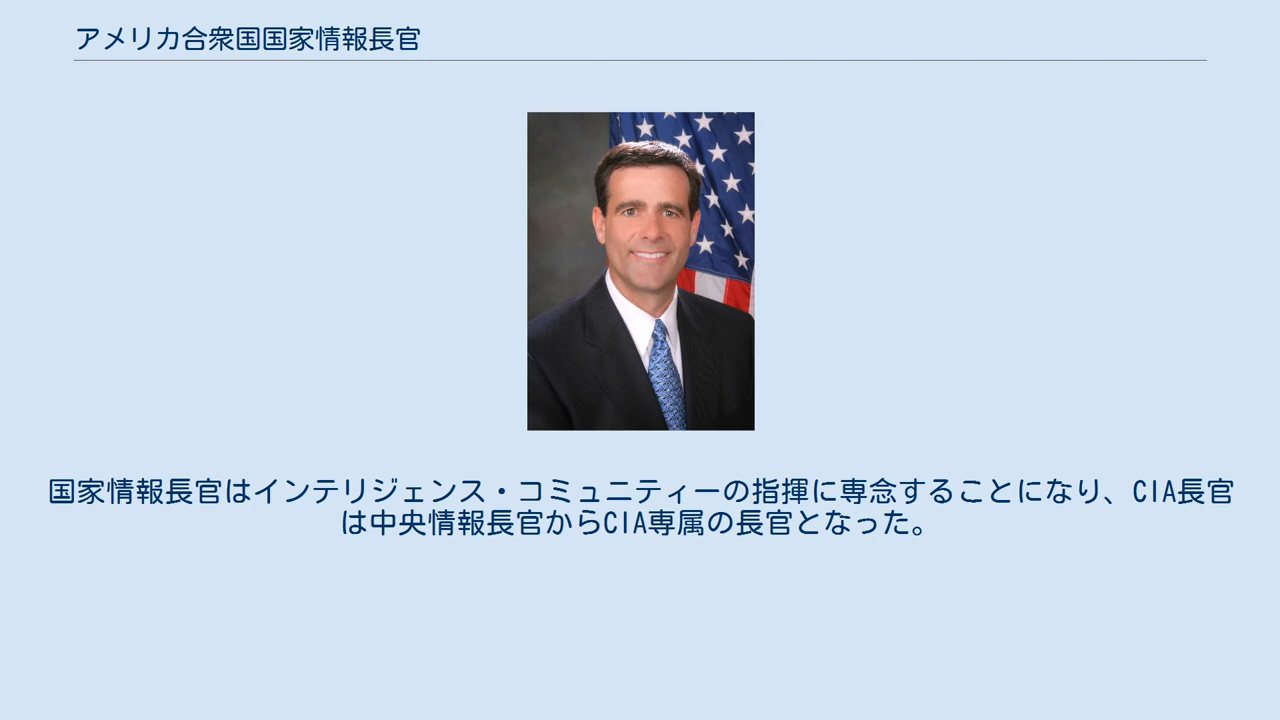 アメリカ合衆国国家情報長官
国家情報長官はインテリジェンス・コミュニティーの指揮に専念することになり、CIA長官
は中央情報長官からCIA専属の長官となった。